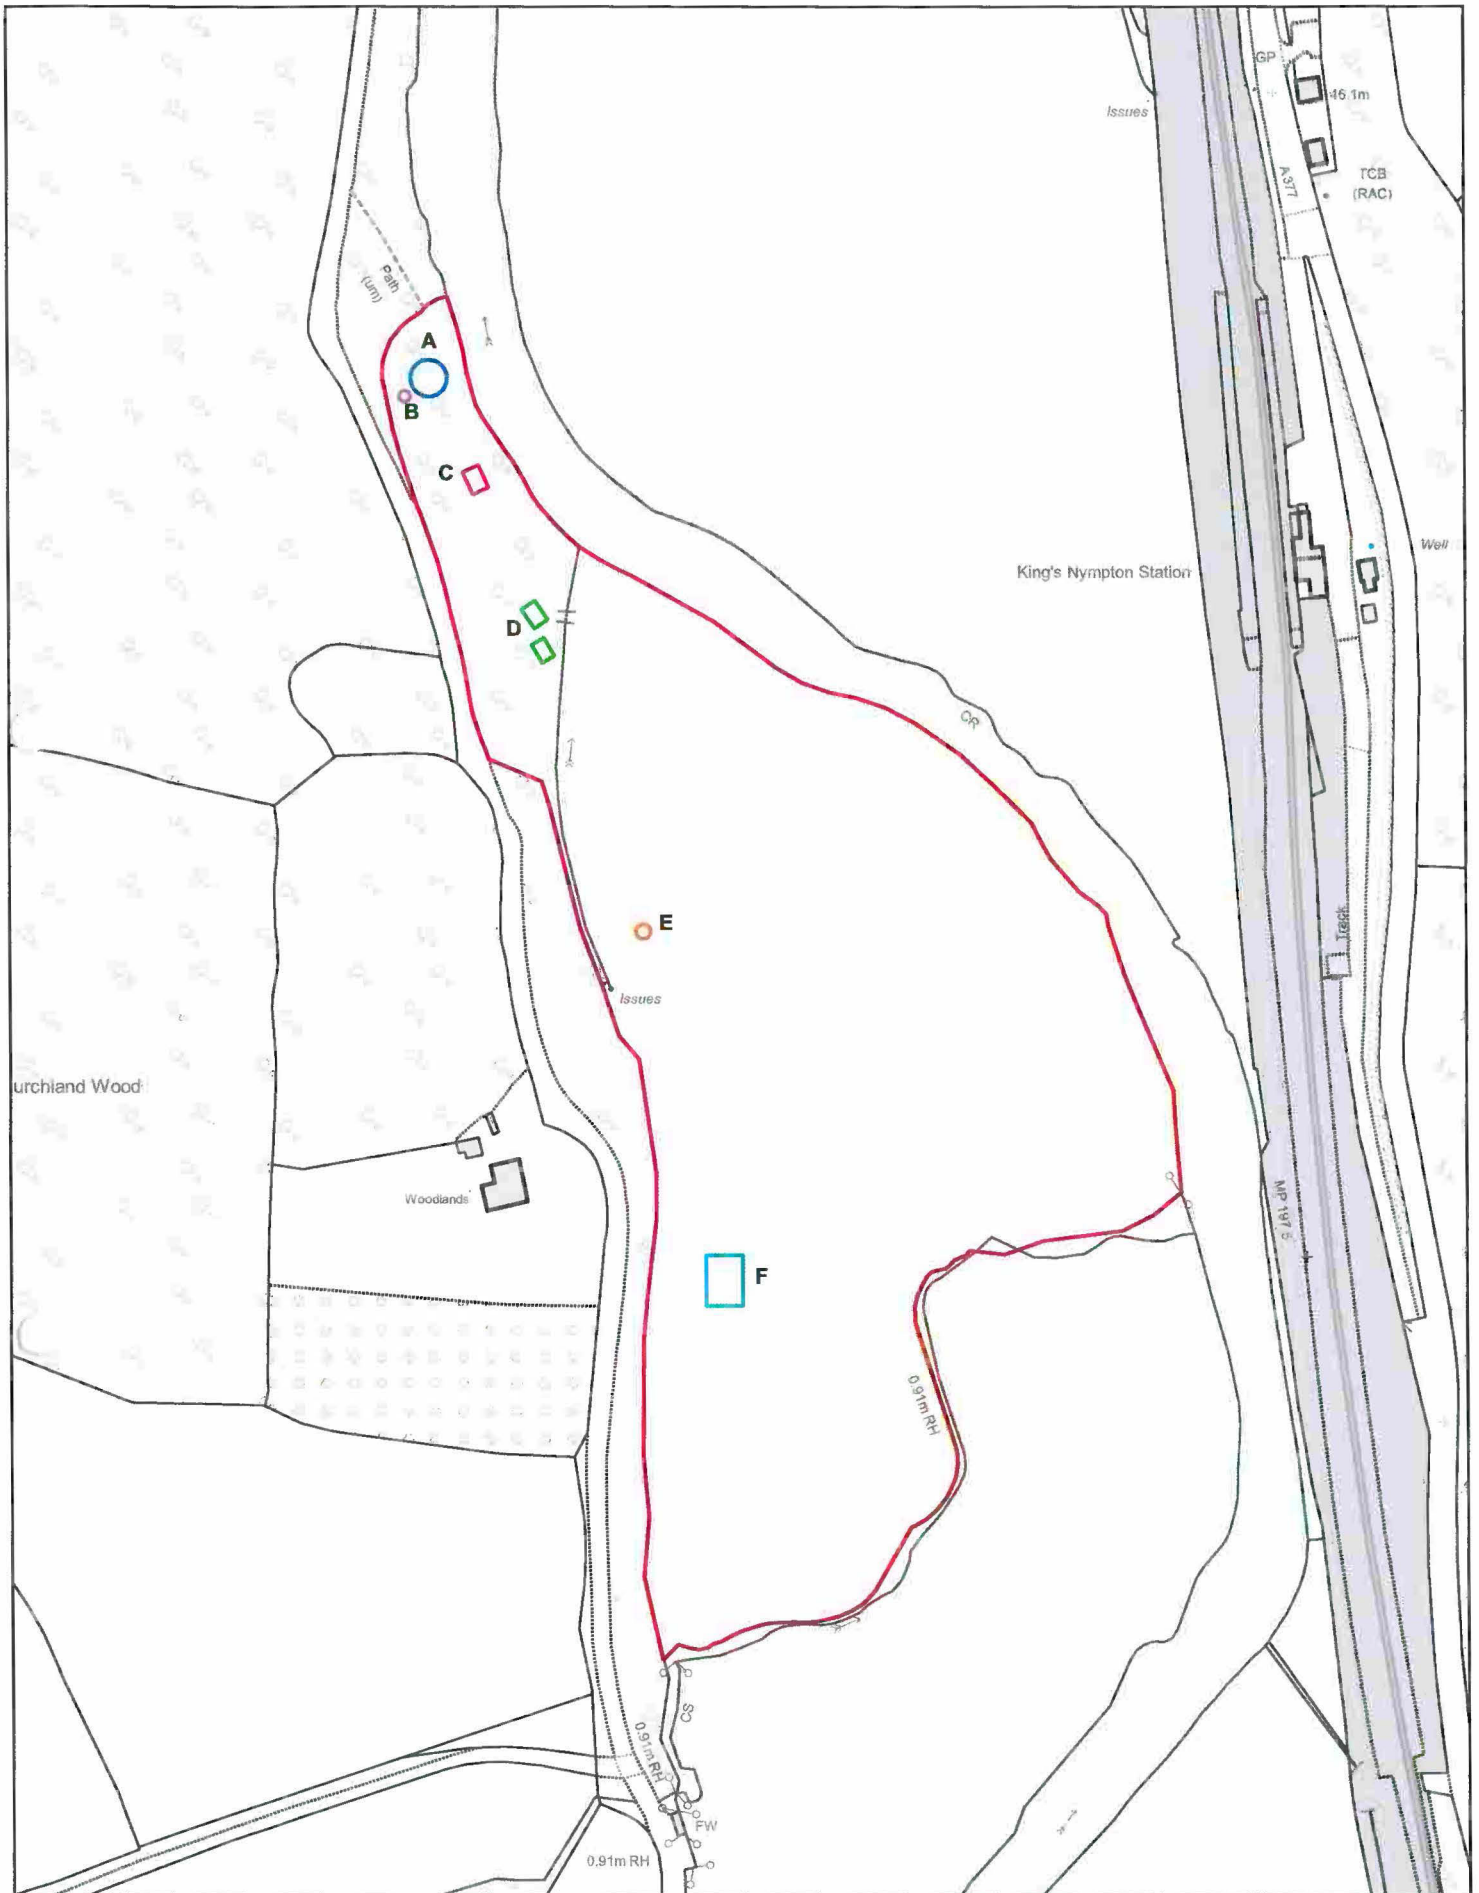 GP
46.1m
Issues
A377
TCB
(RAC)
Path
(um)
A
B
C
Well
King's Nympton Station
D
CR
E
Track
Issues
urchland Wood
Woodlands
MP 197.5
F
0.91m RH
CS
0.91m RH
FW
0.91m RH